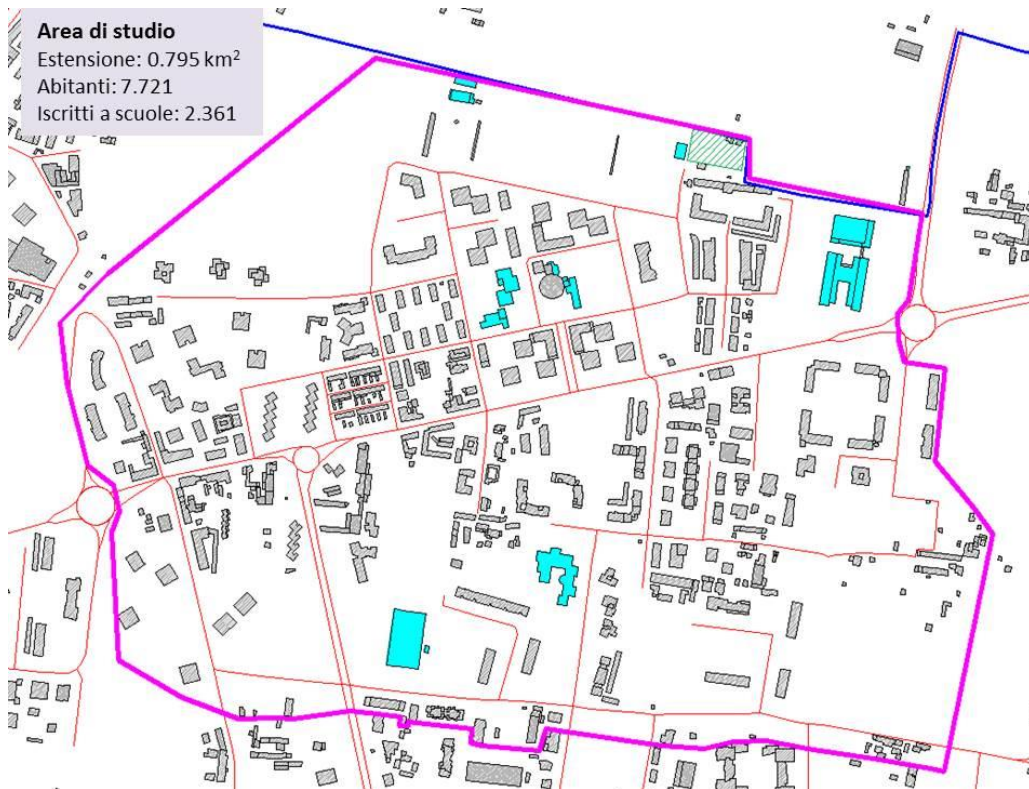 Area di studio
Estensione: 0.795 km²
Abitanti: 7.721
Iscritti a scuole: 2.361